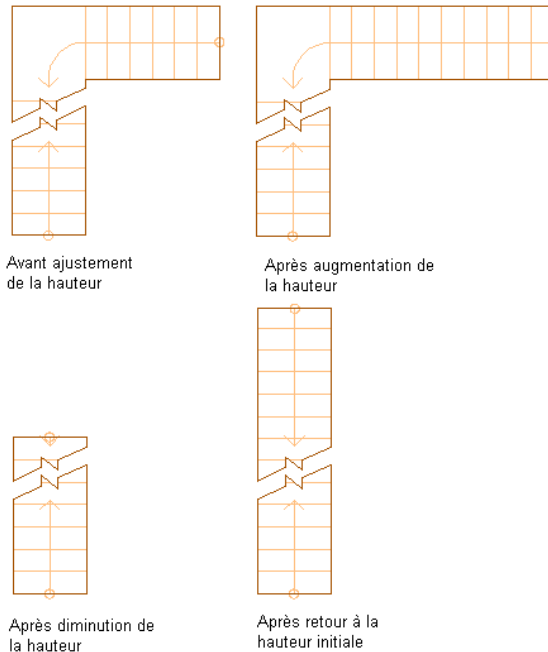 Avant ajustement
de la hauteur
Après augmentation de
la hauteur
Après diminution de
la hauteur
Après retour à la
hauteur initiale